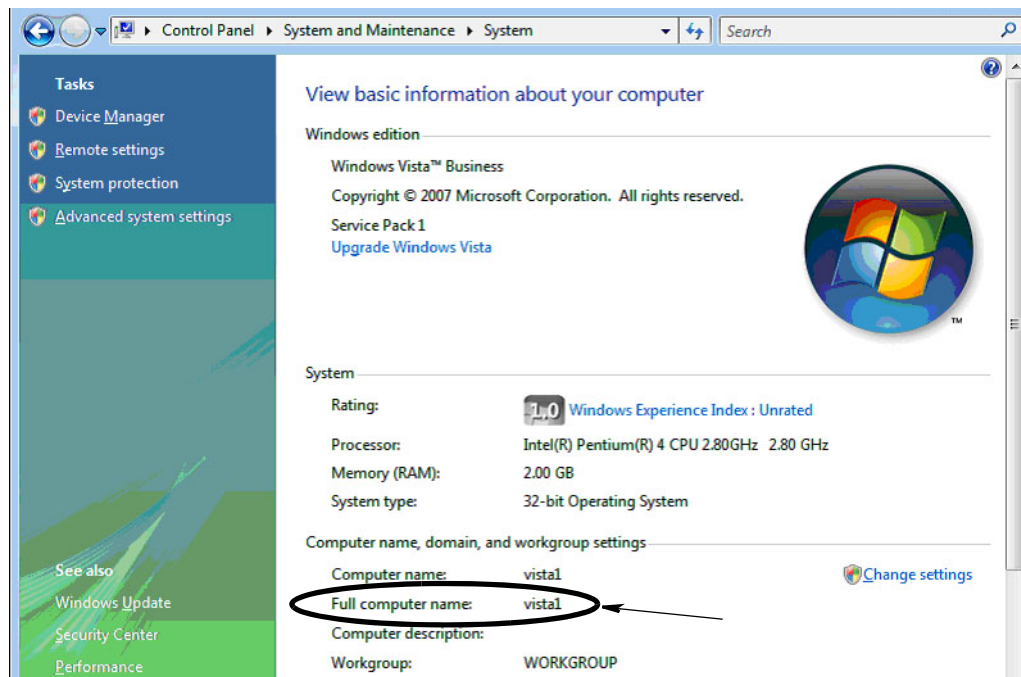 Control Panel ▸ System and Maintenance ▸ System
Search
Tasks
Device Manager
Remote settings
System protection
Advanced system settings
See also
Windows Update
Security Center
Performance
View basic information about your computer
Windows edition
Windows Vista™ Business
Copyright © 2007 Microsoft Corporation. All rights reserved.
Service Pack 1
Upgrade Windows Vista
TM
System
Rating: 1,0 Windows Experience Index : Unrated
Processor: Intel(R) Pentium(R) 4 CPU 2.80GHz 2.80 GHz
Memory (RAM): 2.00 GB
System type: 32-bit Operating System
Computer name, domain, and workgroup settings
Computer name: vista1 Change settings
Full computer name: vista1
Computer description:
Workgroup: WORKGROUP